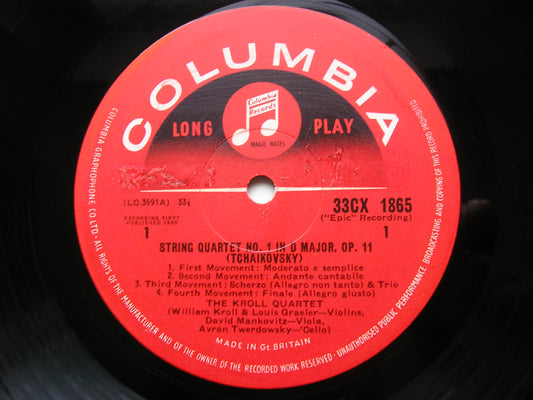 COLUMBIA
Columbia
Records
MAGIC NOTES
LONG PLAY
(L.C.3691A) 33⅓
33CX 1865
("Epic" Recording)
RECORDING FIRST
PUBLISHED 1960
1
1
STRING QUARTET NO. 1 IN D MAJOR, OP. 11
(TCHAIKOVSKY)
1. First Movement: Moderato e semplice
2. Second Movement: Andante cantabile
3. Third Movement: Scherzo (Allegro non tanto) & Trio
4. Fourth Movement: Finale (Allegro giusto)
THE KROLL QUARTET
(William Kroll & Louis Graeler—Violins,
David Mankovitz—Viola,
Avron Twerdowsky—'Cello)
MADE IN Gt. BRITAIN
COLUMBIA GRAPHOPHONE CO. LTD. — ALL RIGHTS OF THE MANUFACTURER AND OF THE OWNER OF THE RECORDED WORK RESERVED · UNAUTHORISED PUBLIC PERFORMANCE BROADCASTING AND COPYING OF THIS RECORD PROHIBITED